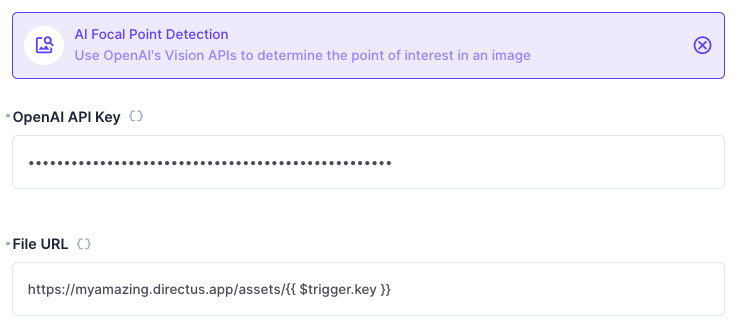 AI Focal Point Detection
Use OpenAI's Vision APIs to determine the point of interest in an image
OpenAI API Key {}
•••••••••••••••••••••••••••••••••••••••••••••••••••
File URL {}
https://myamazing.directus.app/assets/{{ $trigger.key }}